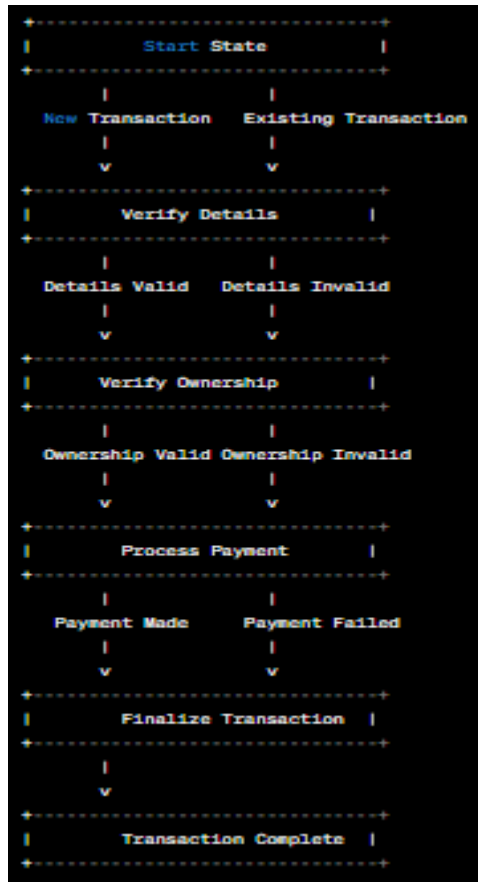 +-------------------------------+
| Start State |
+-------------------------------+
| |
New Transaction Existing Transaction
| |
v v
+-------------------------------+
| Verify Details |
+-------------------------------+
| |
Details Valid Details Invalid
| |
v v
+-------------------------------+
| Verify Ownership |
+-------------------------------+
| |
Ownership Valid Ownership Invalid
| |
v v
+-------------------------------+
| Process Payment |
+-------------------------------+
| |
Payment Made Payment Failed
| |
v v
+-------------------------------+
| Finalize Transaction |
+-------------------------------+
|
v
+-------------------------------+
| Transaction Complete |
+-------------------------------+